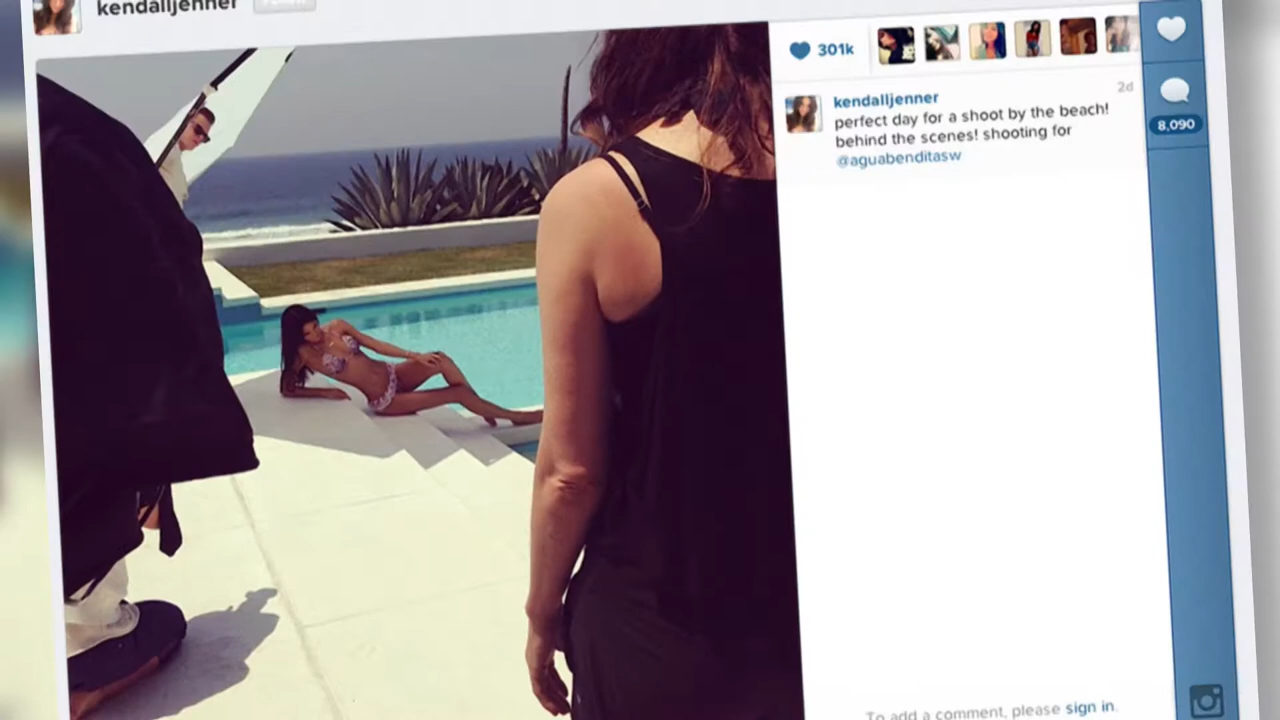 kendalljenner
301k
kendalljenner
2d
perfect day for a shoot by the beach!
behind the scenes! shooting for
@aguabenditasw
8,090
To add a comment, please sign in.